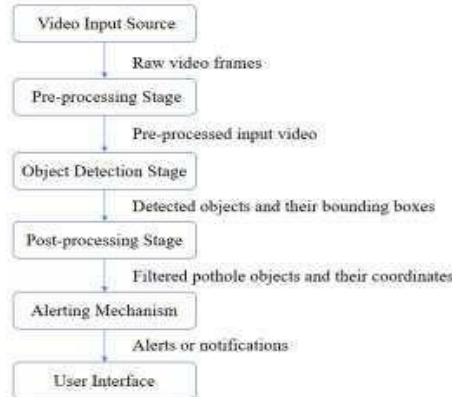 Video Input Source
Raw video frames
Pre-processing Stage
Pre-processed input video
Object Detection Stage
Detected objects and their bounding boxes
Post-processing Stage
Filtered pothole objects and their coordinates
Alerting Mechanism
Alerts or notifications
User Interface